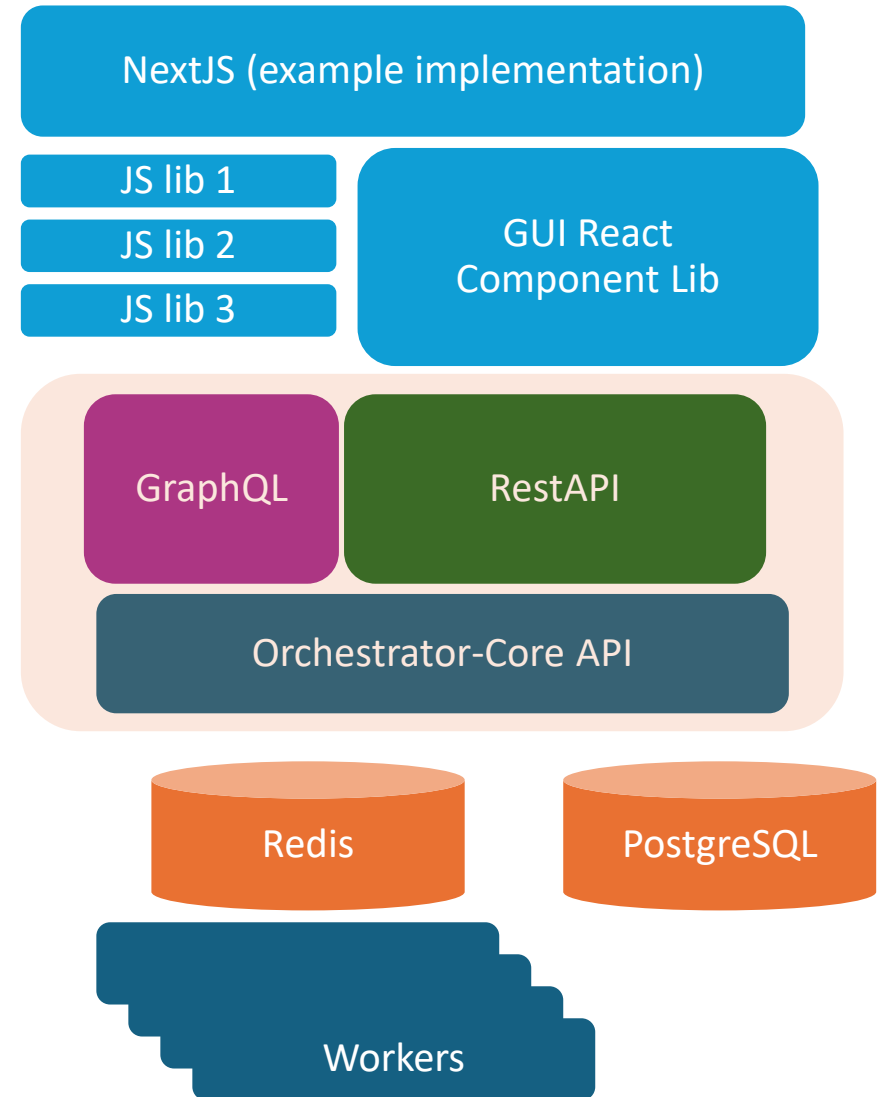 NextJS (example implementation)
JS lib 1
JS lib 2
JS lib 3
GUI React
Component Lib
GraphQL
RestAPI
Orchestrator-Core API
Redis
PostgreSQL
Workers